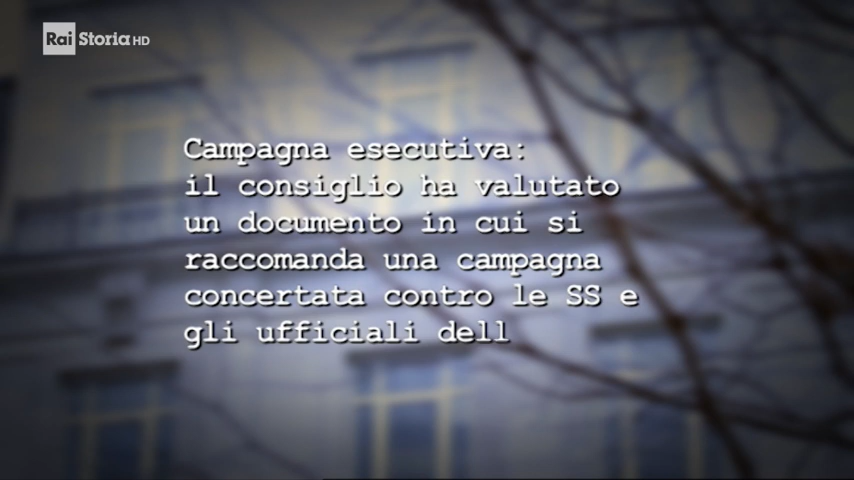 Rai Storia HD
Campagna esecutiva:
il consiglio ha valutato
un documento in cui si
raccomanda una campagna
concertata contro le SS e
gli ufficiali dell